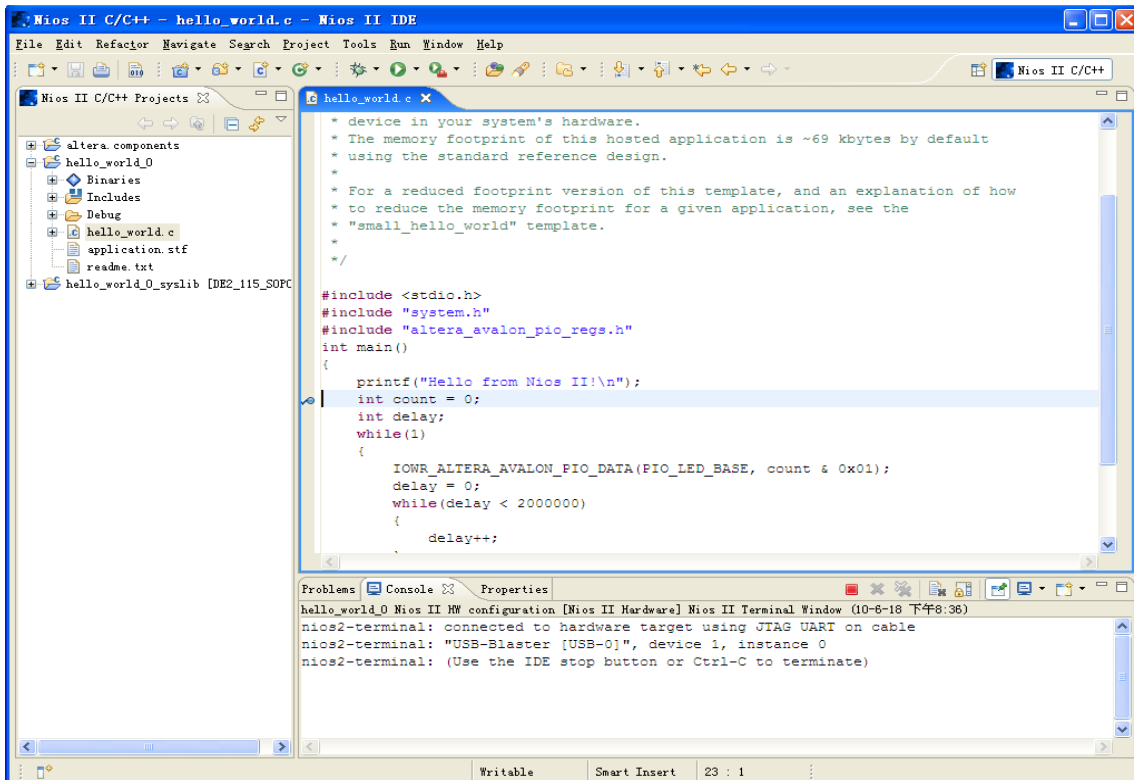 Nios II C/C++ - hello_world.c - Nios II IDE
File Edit Refactor Navigate Search Project Tools Run Window Help
Nios II C/C++
Nios II C/C++ Projects
altera.components
hello_world_0
Binaries
Includes
Debug
hello_world.c
application.stf
readme.txt
hello_world_0_syslib [DE2_115_SOPC
hello_world.c
* device in your system's hardware.
* The memory footprint of this hosted application is ~69 kbytes by default
* using the standard reference design.
*
* For a reduced footprint version of this template, and an explanation of how
* to reduce the memory footprint for a given application, see the
* "small_hello_world" template.
*
*/
#include <stdio.h>
#include "system.h"
#include "altera_avalon_pio_regs.h"
int main()
{
printf("Hello from Nios II!\n");
int count = 0;
int delay;
while(1)
{
IOWR_ALTERA_AVALON_PIO_DATA(PIO_LED_BASE, count & 0x01);
delay = 0;
while(delay < 2000000)
{
delay++;
Problems Console Properties
hello_world_0 Nios II HW configuration [Nios II Hardware] Nios II Terminal Window (10-6-18 下午8:36)
nios2-terminal: connected to hardware target using JTAG UART on cable
nios2-terminal: "USB-Blaster [USB-0]", device 1, instance 0
nios2-terminal: (Use the IDE stop button or Ctrl-C to terminate)
Writable Smart Insert 23 : 1